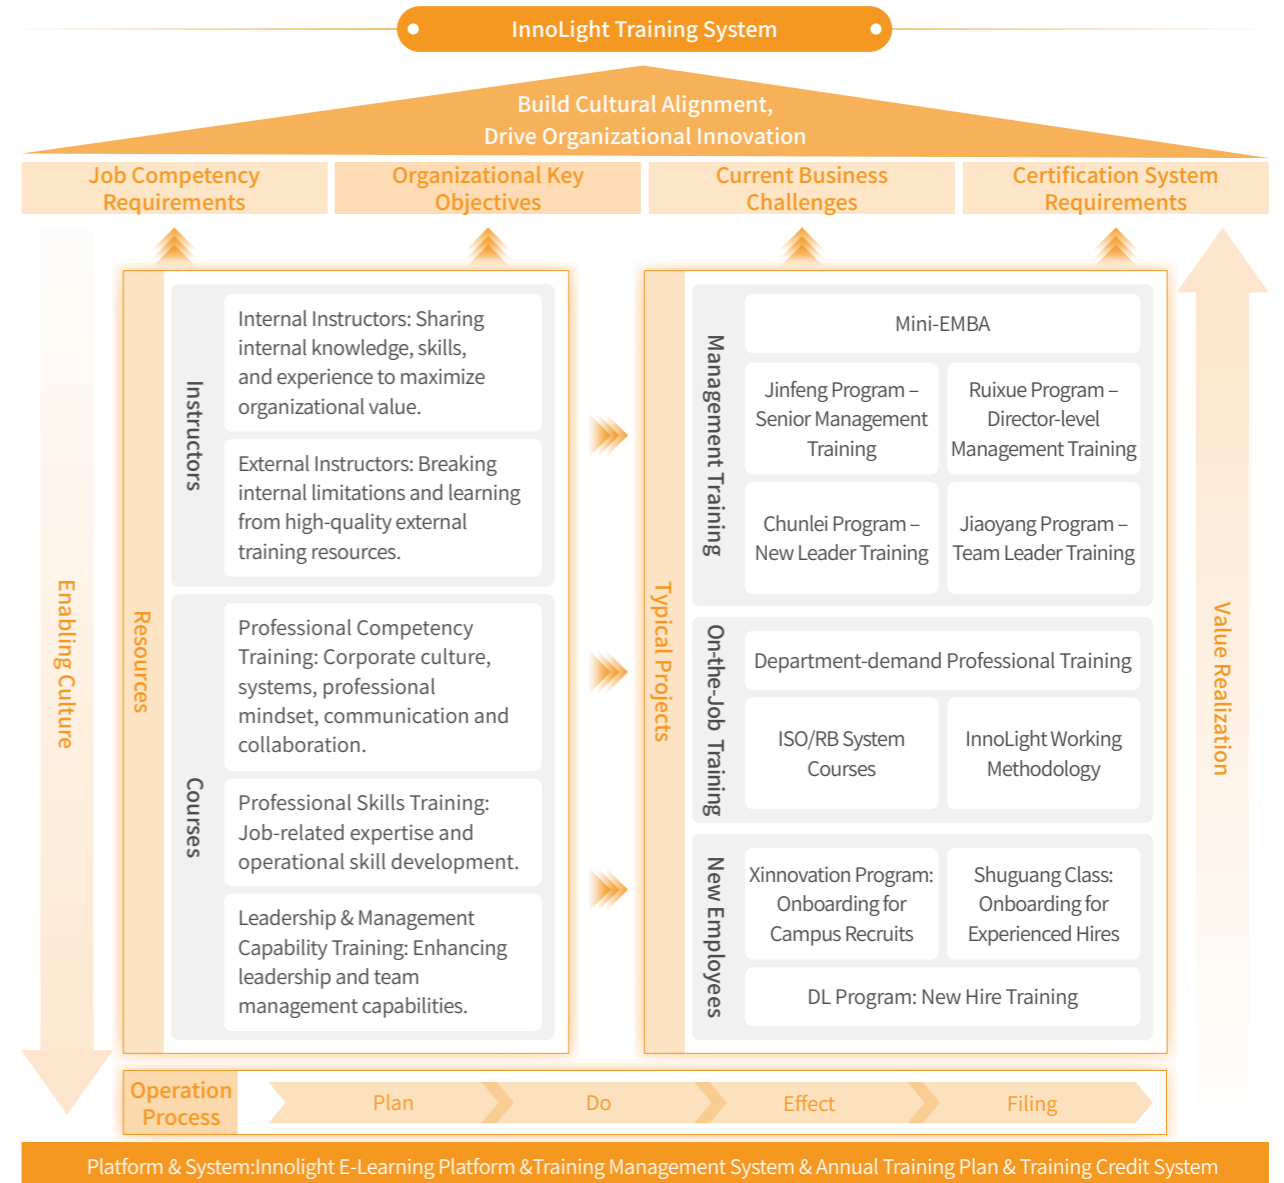 InnoLight Training System
Build Cultural Alignment,
Drive Organizational Innovation
Job Competency
Requirements
Organizational Key
Objectives
Current Business
Challenges
Certification System
Requirements
Enabling Culture
Resources
Instructors
Internal Instructors: Sharing
internal knowledge, skills,
and experience to maximize
organizational value.
External Instructors: Breaking
internal limitations and learning
from high-quality external
training resources.
Courses
Professional Competency
Training: Corporate culture,
systems, professional
mindset, communication and
collaboration.
Professional Skills Training:
Job-related expertise and
operational skill development.
Leadership & Management
Capability Training: Enhancing
leadership and team
management capabilities.
Typical Projects
Management Training
Mini-EMBA
Jinfeng Program –
Senior Management
Training
Ruixue Program –
Director-level
Management Training
Chunlei Program –
New Leader Training
Jiaoyang Program –
Team Leader Training
On-the-Job Training
Department-demand Professional Training
ISO/RB System
Courses
InnoLight Working
Methodology
New Employees
Xinnovation Program:
Onboarding for
Campus Recruits
Shuguang Class:
Onboarding for
Experienced Hires
DL Program: New Hire Training
Value Realization
Operation
Process
Plan
Do
Effect
Filing
Platform & System:Innolight E-Learning Platform &Training Management System & Annual Training Plan & Training Credit System